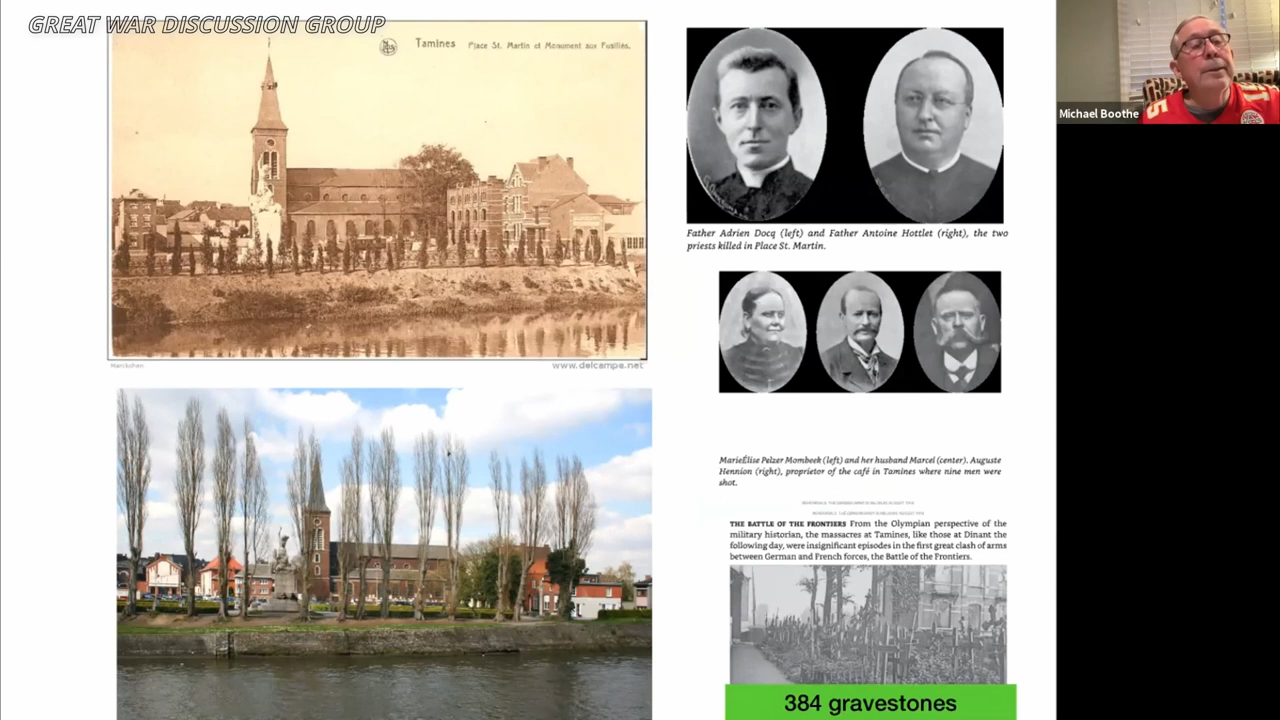 GREAT WAR DISCUSSION GROUP
Tamines Place St. Martin et Monument aux Fusillés.
www.delcampe.net
Father Adrien Docq (left) and Father Antoine Hottlet (right), the two
priests killed in Place St. Martin.
MarieÉlise Pelzer Mombeek (left) and her husband Marcel (center). Auguste
Hennion (right), proprietor of the café in Tamines where nine men were
shot.
THE BATTLE OF THE FRONTIERS From the Olympian perspective of the
military historian, the massacres at Tamines, like those at Dinant the
following day, were insignificant episodes in the first great clash of arms
between German and French forces, the Battle of the Frontiers.
384 gravestones
Michael Boothe
15